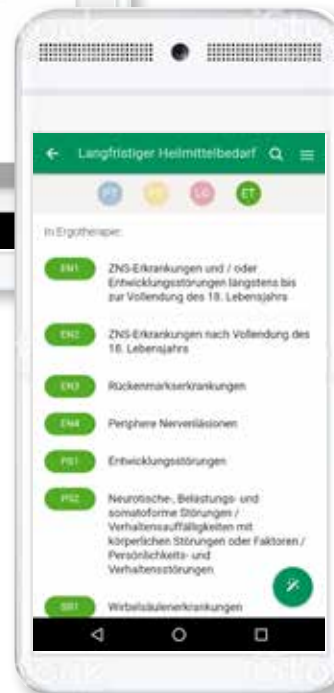 Langfristiger Heilmittelbedarf
LO
ET
In Ergotherapie:
EN1
ZNS-Erkrankungen und / oder
Entwicklungsstörungen längstens bis
zur Vollendung des 18. Lebensjahrs
EN2
ZNS-Erkrankungen nach Vollendung des
18. Lebensjahrs
EN3
Rückenmarkserkrankungen
EN4
Periphere Nervenläsionen
PS1
Entwicklungsstörungen
PS2
Neurotische-, Belastungs- und
somatoforme Störungen /
Verhaltensauffälligkeiten mit
körperlichen Störungen oder Faktoren /
Persönlichkeits- und
Verhaltensstörungen
SB1
Wirbelsäulenerkrankungen